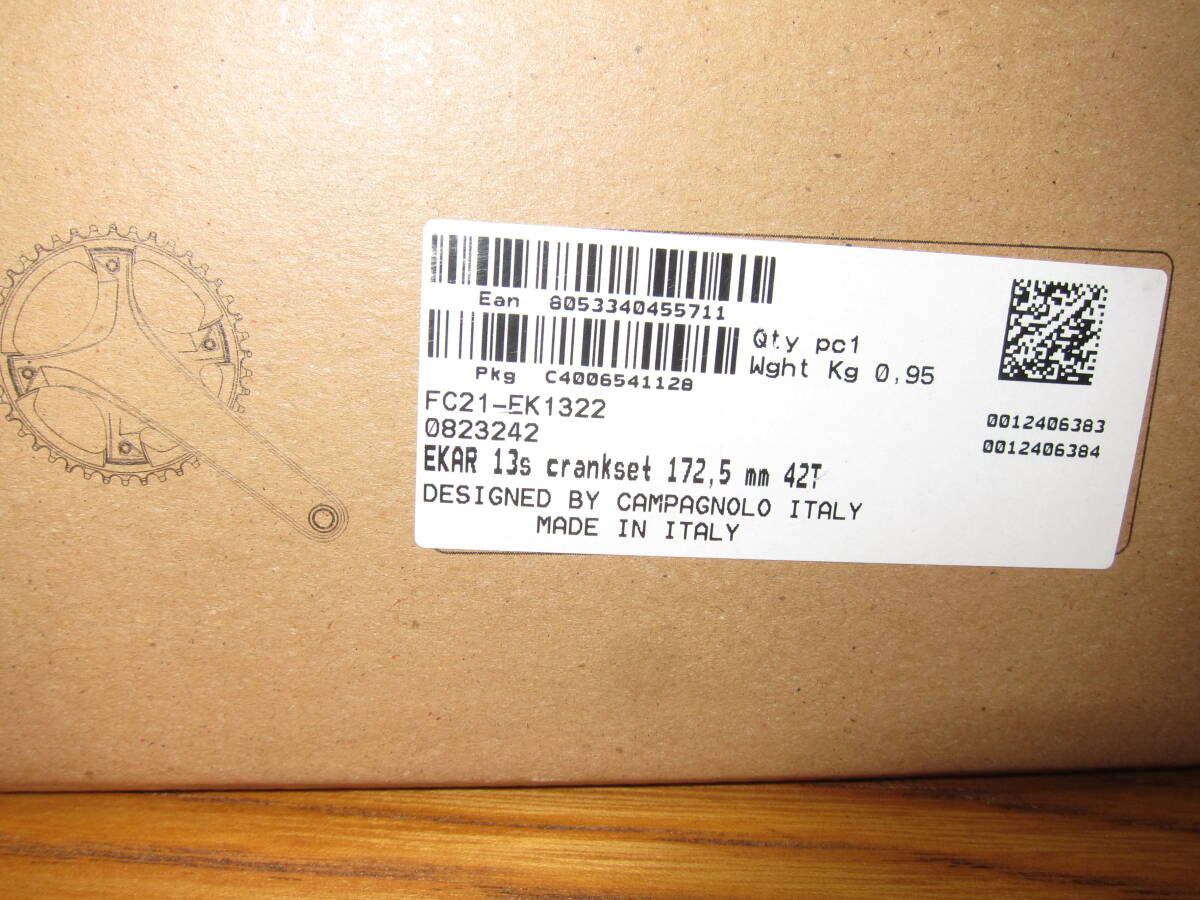 Ean 8053340455711
Pkg C4006541128
Qty pc1
Wght Kg 0,95
FC21-EK1322
0823242
EKAR 13s crankset 172,5 mm 42T
DESIGNED BY CAMPAGNOLO ITALY
MADE IN ITALY
0012406383
0012406384